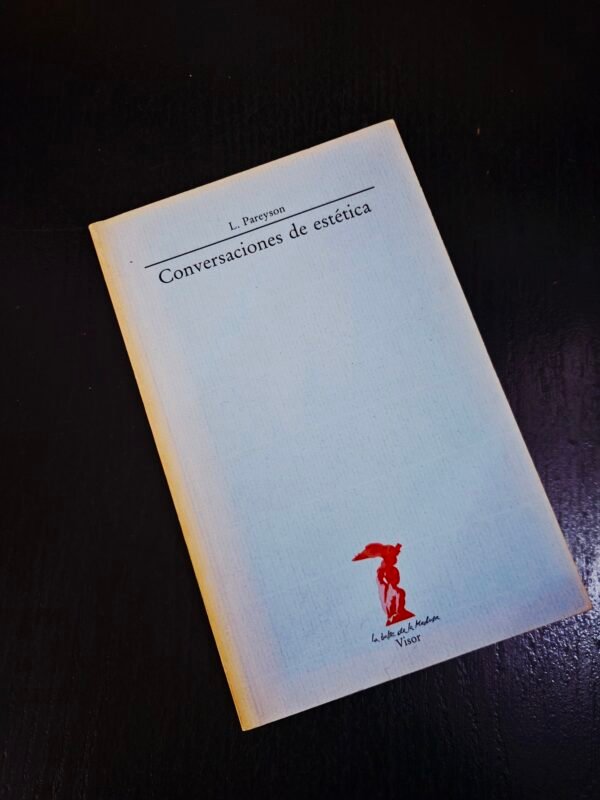 L. Pareyson
Conversaciones de estética
la balsa de la Medusa
Visor